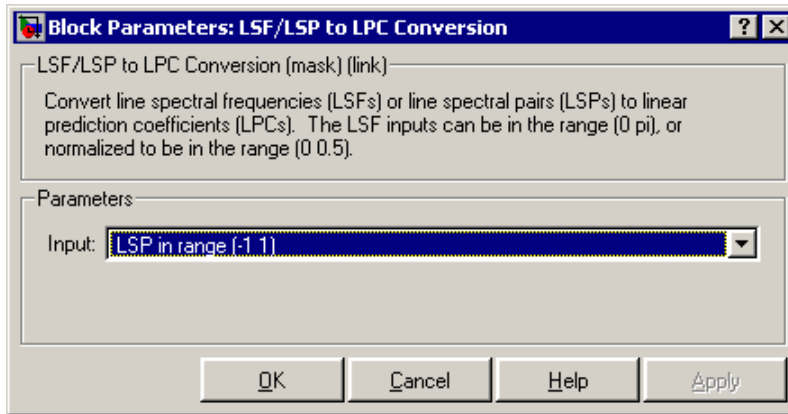 Block Parameters: LSF/LSP to LPC Conversion
LSF/LSP to LPC Conversion (mask) (link)
Convert line spectral frequencies (LSFs) or line spectral pairs (LSPs) to linear
prediction coefficients (LPCs). The LSF inputs can be in the range (0 pi), or
normalized to be in the range (0 0.5).
Parameters
Input: LSP in range (-1 1)
OK Cancel Help Apply